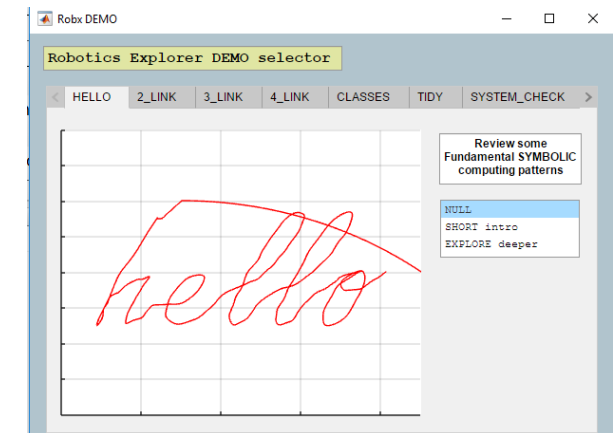 Robx DEMO
Robotics Explorer DEMO selector
HELLO 2_LINK 3_LINK 4_LINK CLASSES TIDY SYSTEM_CHECK
Review some
Fundamental SYMBOLIC
computing patterns
NULL
SHORT intro
EXPLORE deeper
hello